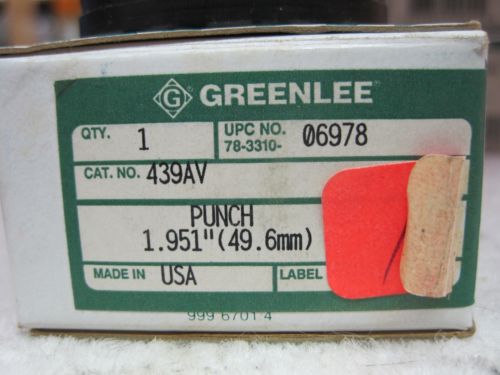 G GREENLEE
QTY. 1 UPC NO. 78-3310- 06978
CAT. NO. 439AV
PUNCH
1.951"(49.6mm)
MADE IN USA LABEL
999 6701 4